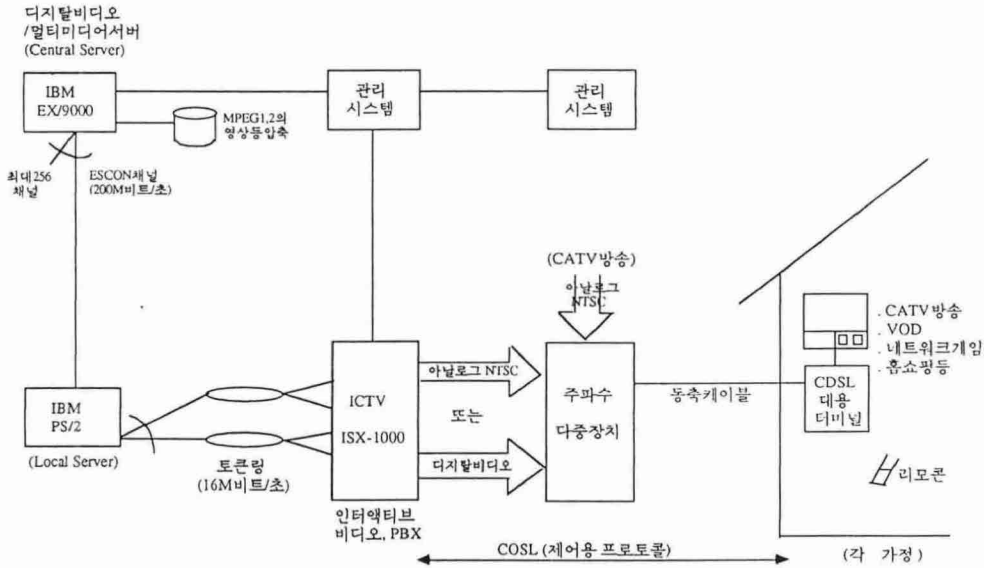 디지탈비디오
/멀티미디어서버
(Central Server)
IBM
EX/9000
관리
시스템
관리
시스템
MPEG1,2의
영상등압축
최대256
채널
ESCON채널
(200M비트/초)
(CATV방송)
아날로그
NTSC
. CATV방송
. VOD
. 네트워크게임
. 홈쇼핑등
IBM
PS/2
(Local Server)
토큰링
(16M비트/초)
ICTV
ISX-1000
인터액티브
비디오, PBX
아날로그 NTSC
또는
디지탈비디오
주파수
다중장치
동축케이블
CDSL
대용
더미널
리모콘
COSL (제어용 프로토콜)
(각 가정)